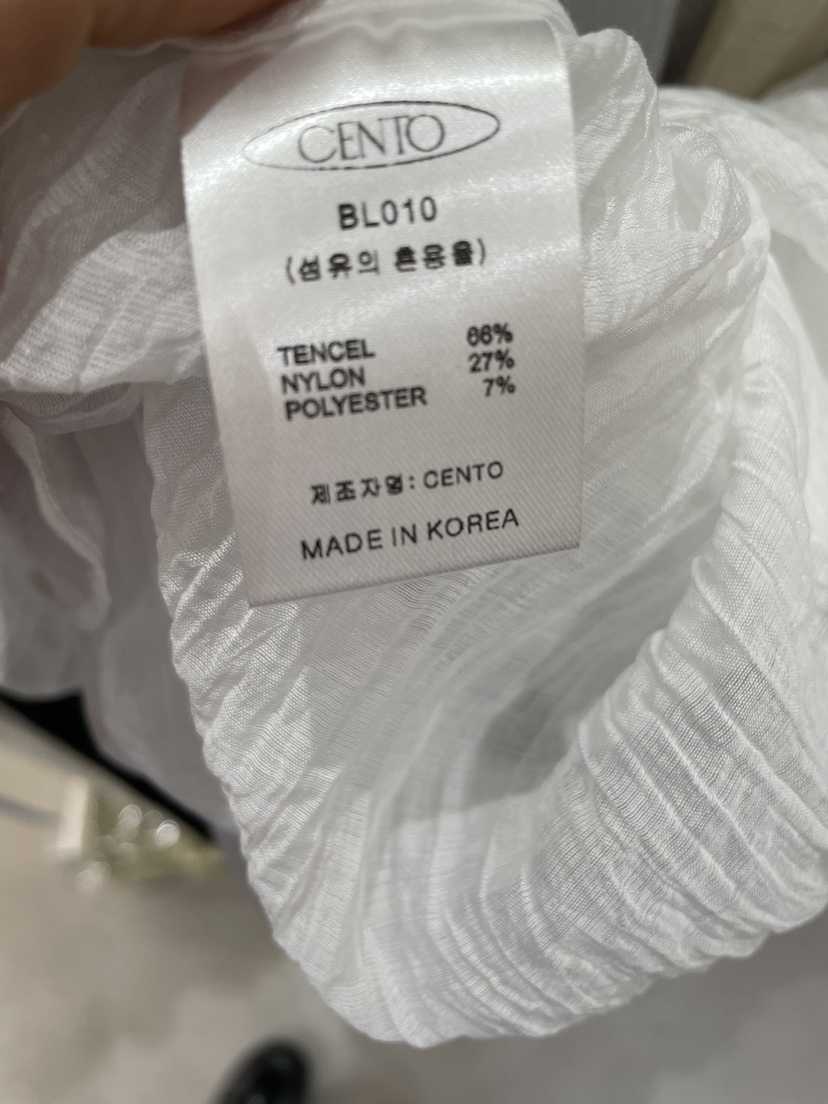 CENTO
BL010
(섬유의 혼용율)
TENCEL 66%
NYLON 27%
POLYESTER 7%
제조자명: CENTO
MADE IN KOREA